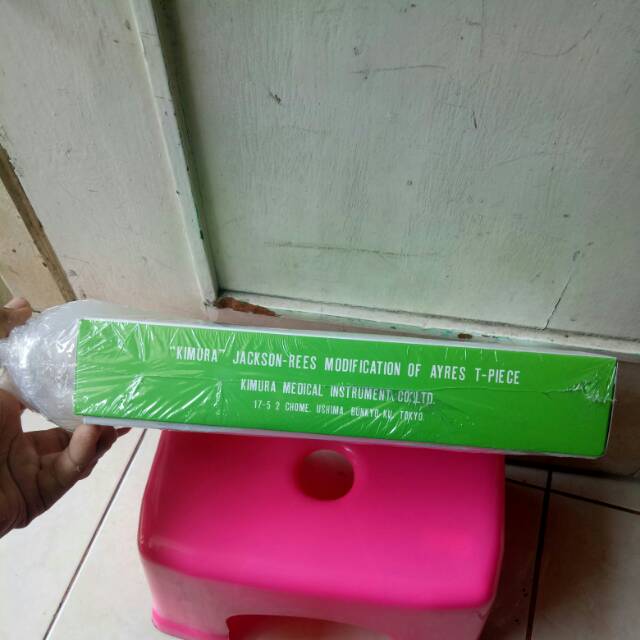 "KIMORA" JACKSON-REES MODIFICATION OF AYRES T-PIECE
KIMURA MEDICAL INSTRUMENT. CO. LTD.
17-5 2 CHOME. USHIMA. BUNKYO-KU, TOKYO.